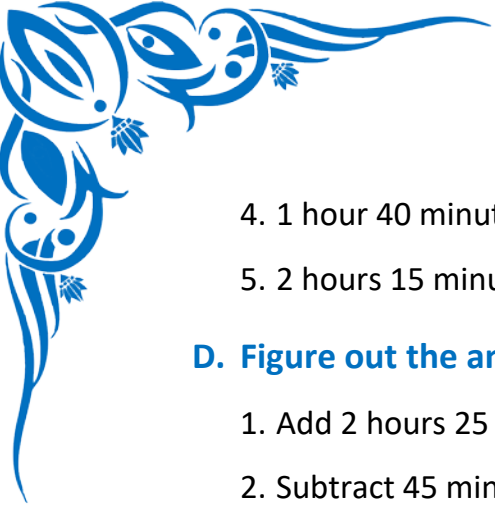 4. 1 hour 40
5. 2 hours 15
D. Figure out the
1. Add 2 hours 25
2. Subtract 45